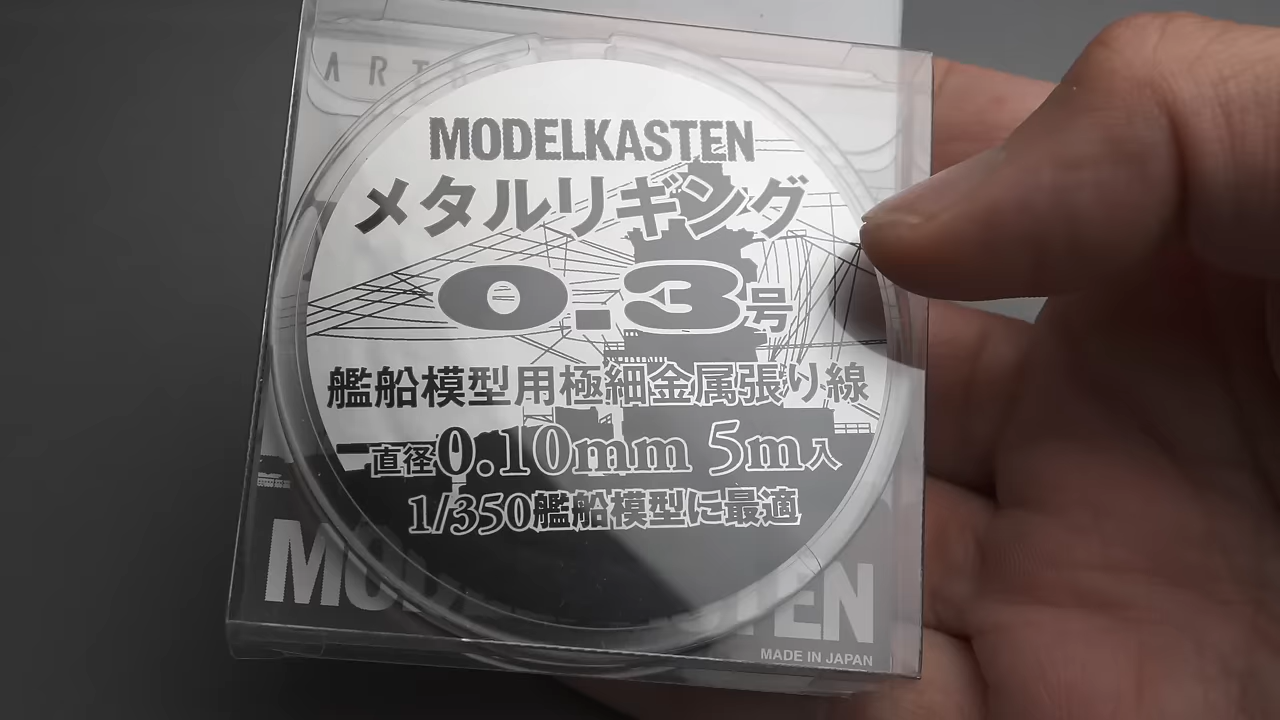 MODELKASTEN
メタルリギング
0.3号
艦船模型用極細金属張り線
直径0.10mm 5m入
1/350艦船模型に最適
MADE IN JAPAN